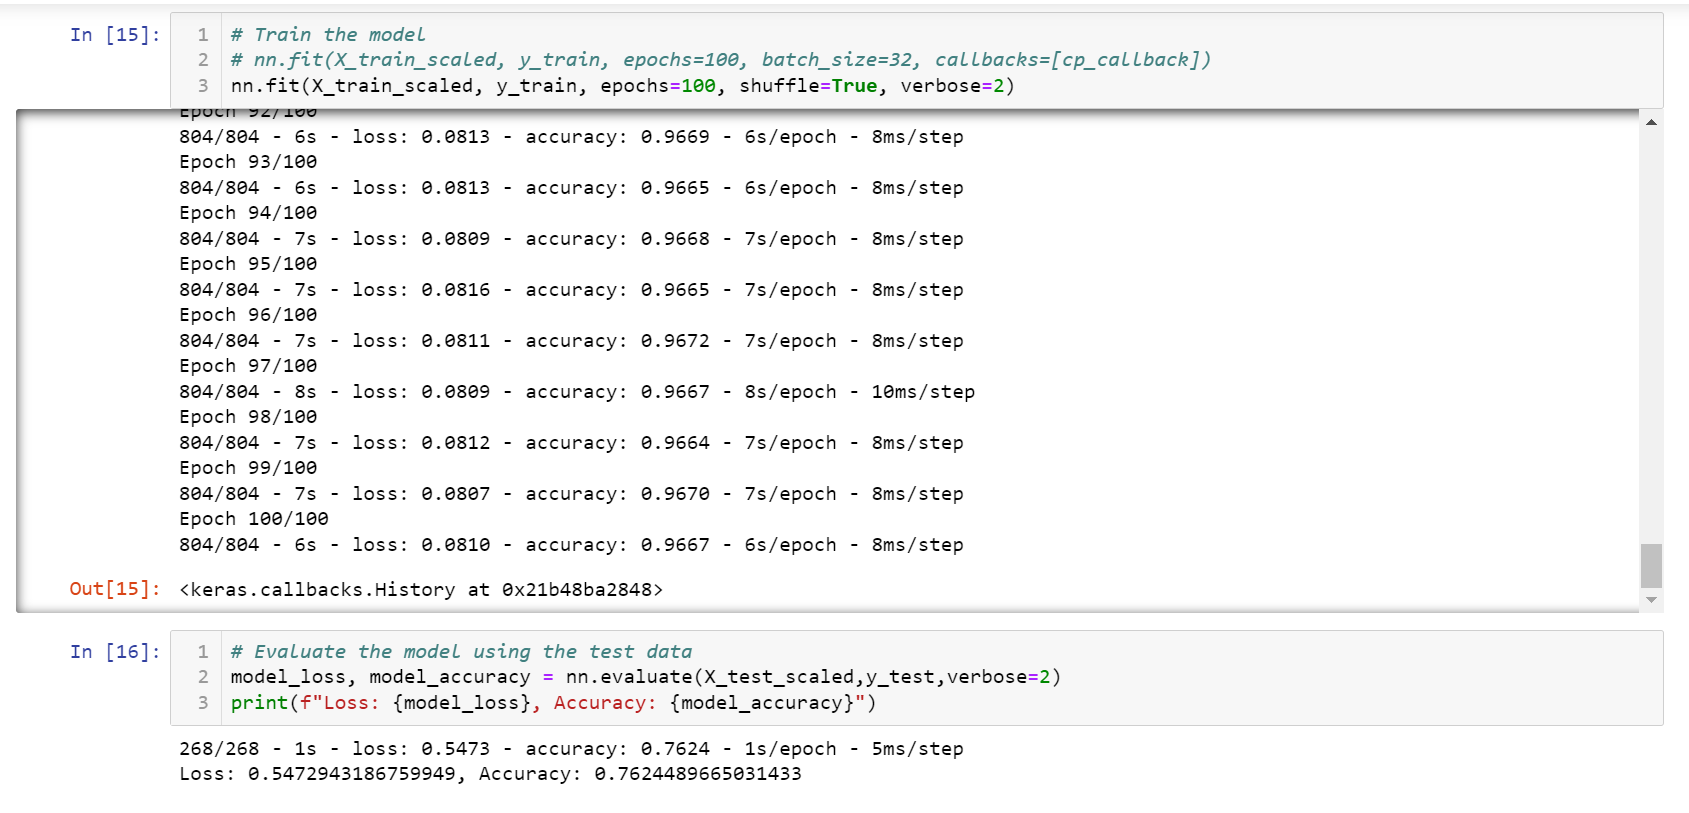 In [15]:
1 # Train the model
2 # nn.fit(X_train_scaled, y_train, epochs=100, batch_size=32, callbacks=[cp_callback])
3 nn.fit(X_train_scaled, y_train, epochs=100, shuffle=True, verbose=2)
Epoch 92/100
804/804 - 6s - loss: 0.0813 - accuracy: 0.9669 - 6s/epoch - 8ms/step
Epoch 93/100
804/804 - 6s - loss: 0.0813 - accuracy: 0.9665 - 6s/epoch - 8ms/step
Epoch 94/100
804/804 - 7s - loss: 0.0809 - accuracy: 0.9668 - 7s/epoch - 8ms/step
Epoch 95/100
804/804 - 7s - loss: 0.0816 - accuracy: 0.9665 - 7s/epoch - 8ms/step
Epoch 96/100
804/804 - 7s - loss: 0.0811 - accuracy: 0.9672 - 7s/epoch - 8ms/step
Epoch 97/100
804/804 - 8s - loss: 0.0809 - accuracy: 0.9667 - 8s/epoch - 10ms/step
Epoch 98/100
804/804 - 7s - loss: 0.0812 - accuracy: 0.9664 - 7s/epoch - 8ms/step
Epoch 99/100
804/804 - 7s - loss: 0.0807 - accuracy: 0.9670 - 7s/epoch - 8ms/step
Epoch 100/100
804/804 - 6s - loss: 0.0810 - accuracy: 0.9667 - 6s/epoch - 8ms/step
Out[15]: <keras.callbacks.History at 0x21b48ba2848>
In [16]:
1 # Evaluate the model using the test data
2 model_loss, model_accuracy = nn.evaluate(X_test_scaled,y_test,verbose=2)
3 print(f"Loss: {model_loss}, Accuracy: {model_accuracy}")
268/268 - 1s - loss: 0.5473 - accuracy: 0.7624 - 1s/epoch - 5ms/step
Loss: 0.5472943186759949, Accuracy: 0.7624489665031433